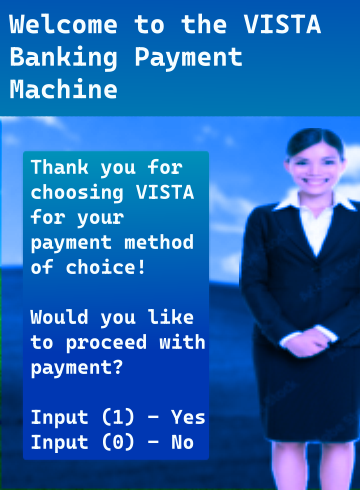 Welcome to the VISTA
Banking Payment
Machine
Thank you for
choosing VISTA
for your
payment method
of choice!
Would you like
to proceed with
payment?
Input (1) – Yes
Input (0) – No